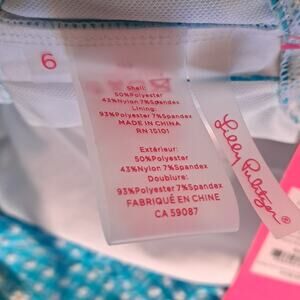 6
Shell:
50%Polyester
43%Nylon 7%Spandex
Lining:
93%Polyester 7%Spandex
MADE IN CHINA
RN 15101
Extérieur:
50%Polyester
43%Nylon 7%Spandex
Doublure:
93%Polyester 7%Spandex
FABRIQUÉ EN CHINE
CA 59087
Lilly Pulitzer